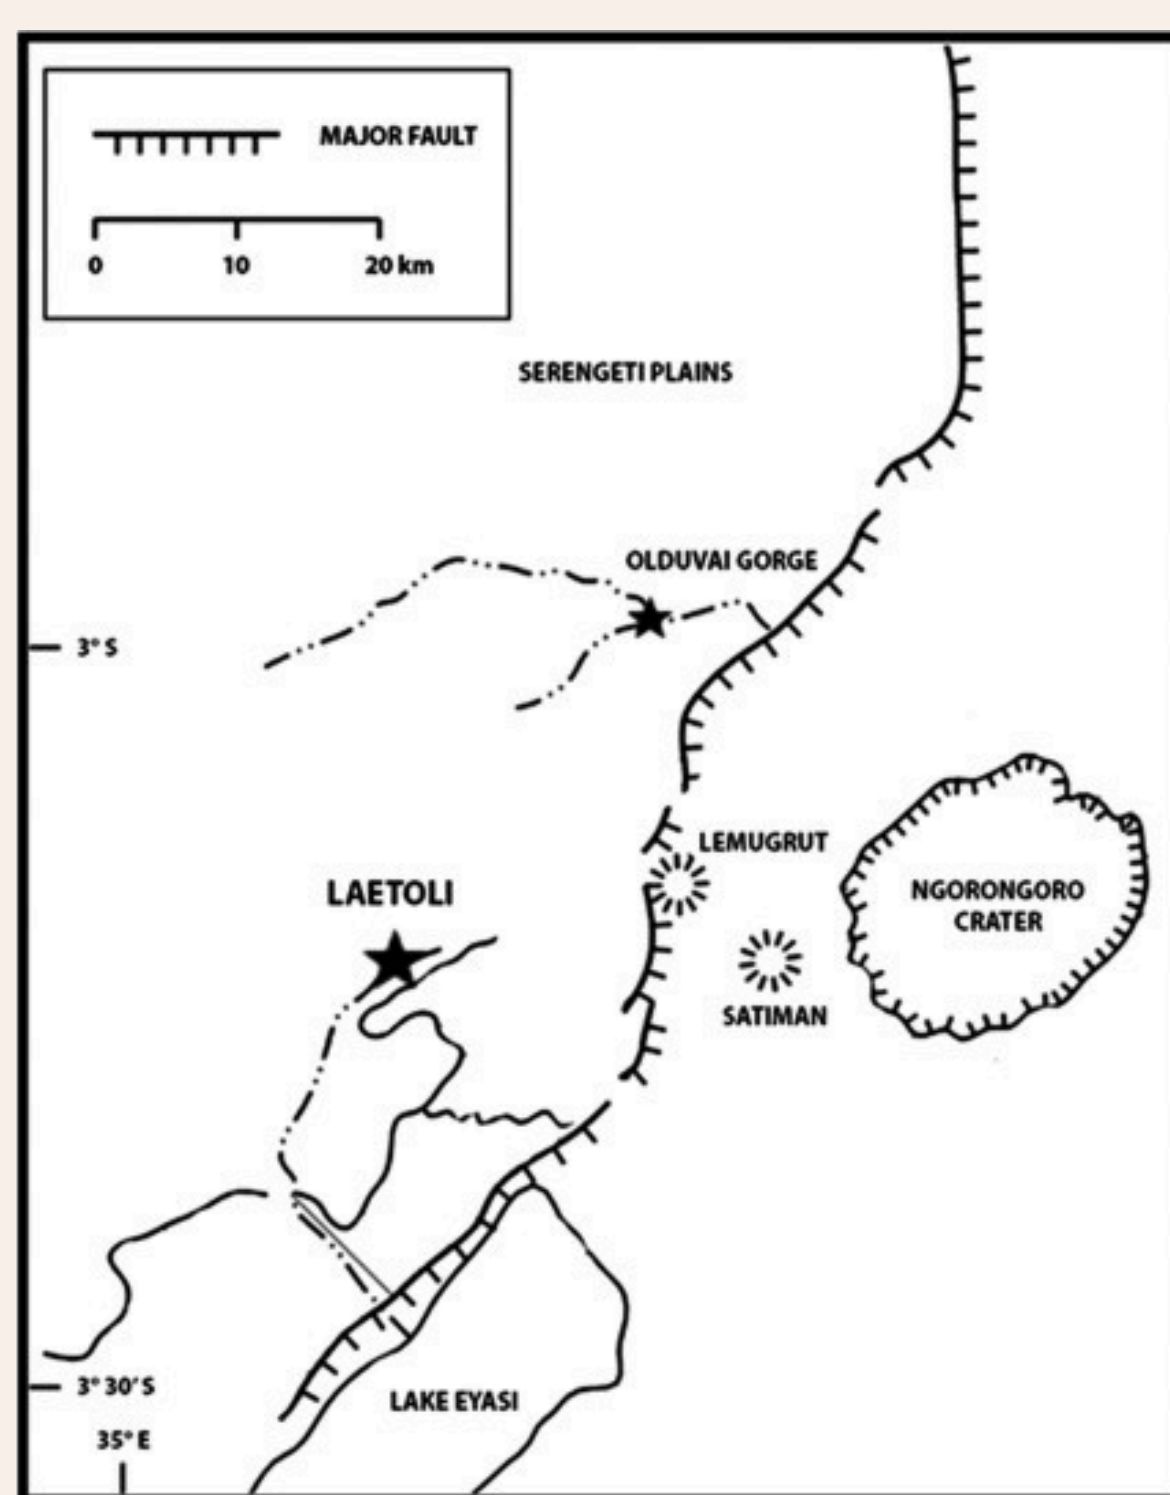 MAJOR FAULT
0 10 20 km
SERENGETI PLAINS
OLDUVAI GORGE
3° S
LEMUGRUT
LAETOLI
NGORONGORO
CRATER
SATIMAN
3° 30' S
LAKE EYASI
35° E